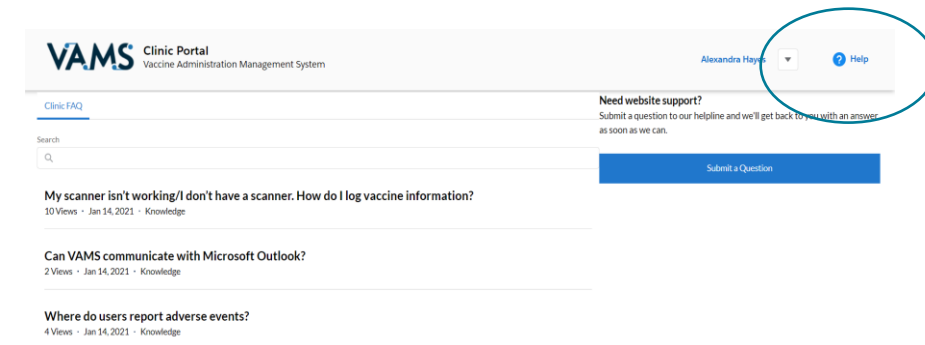 VAMS
Clinic Portal
Vaccine Administration Management System
Alexandra Hayes
Help
Clinic FAQ
Search
My scanner isn't working/I don't have a scanner. How do I log vaccine information?
10 Views · Jan 14, 2021 · Knowledge
Can VAMS communicate with Microsoft Outlook?
2 Views · Jan 14, 2021 · Knowledge
Where do users report adverse events?
4 Views · Jan 14, 2021 · Knowledge
Need website support?
Submit a question to our helpline and we'll get back to you with an answer
as soon as we can.
Submit a Question